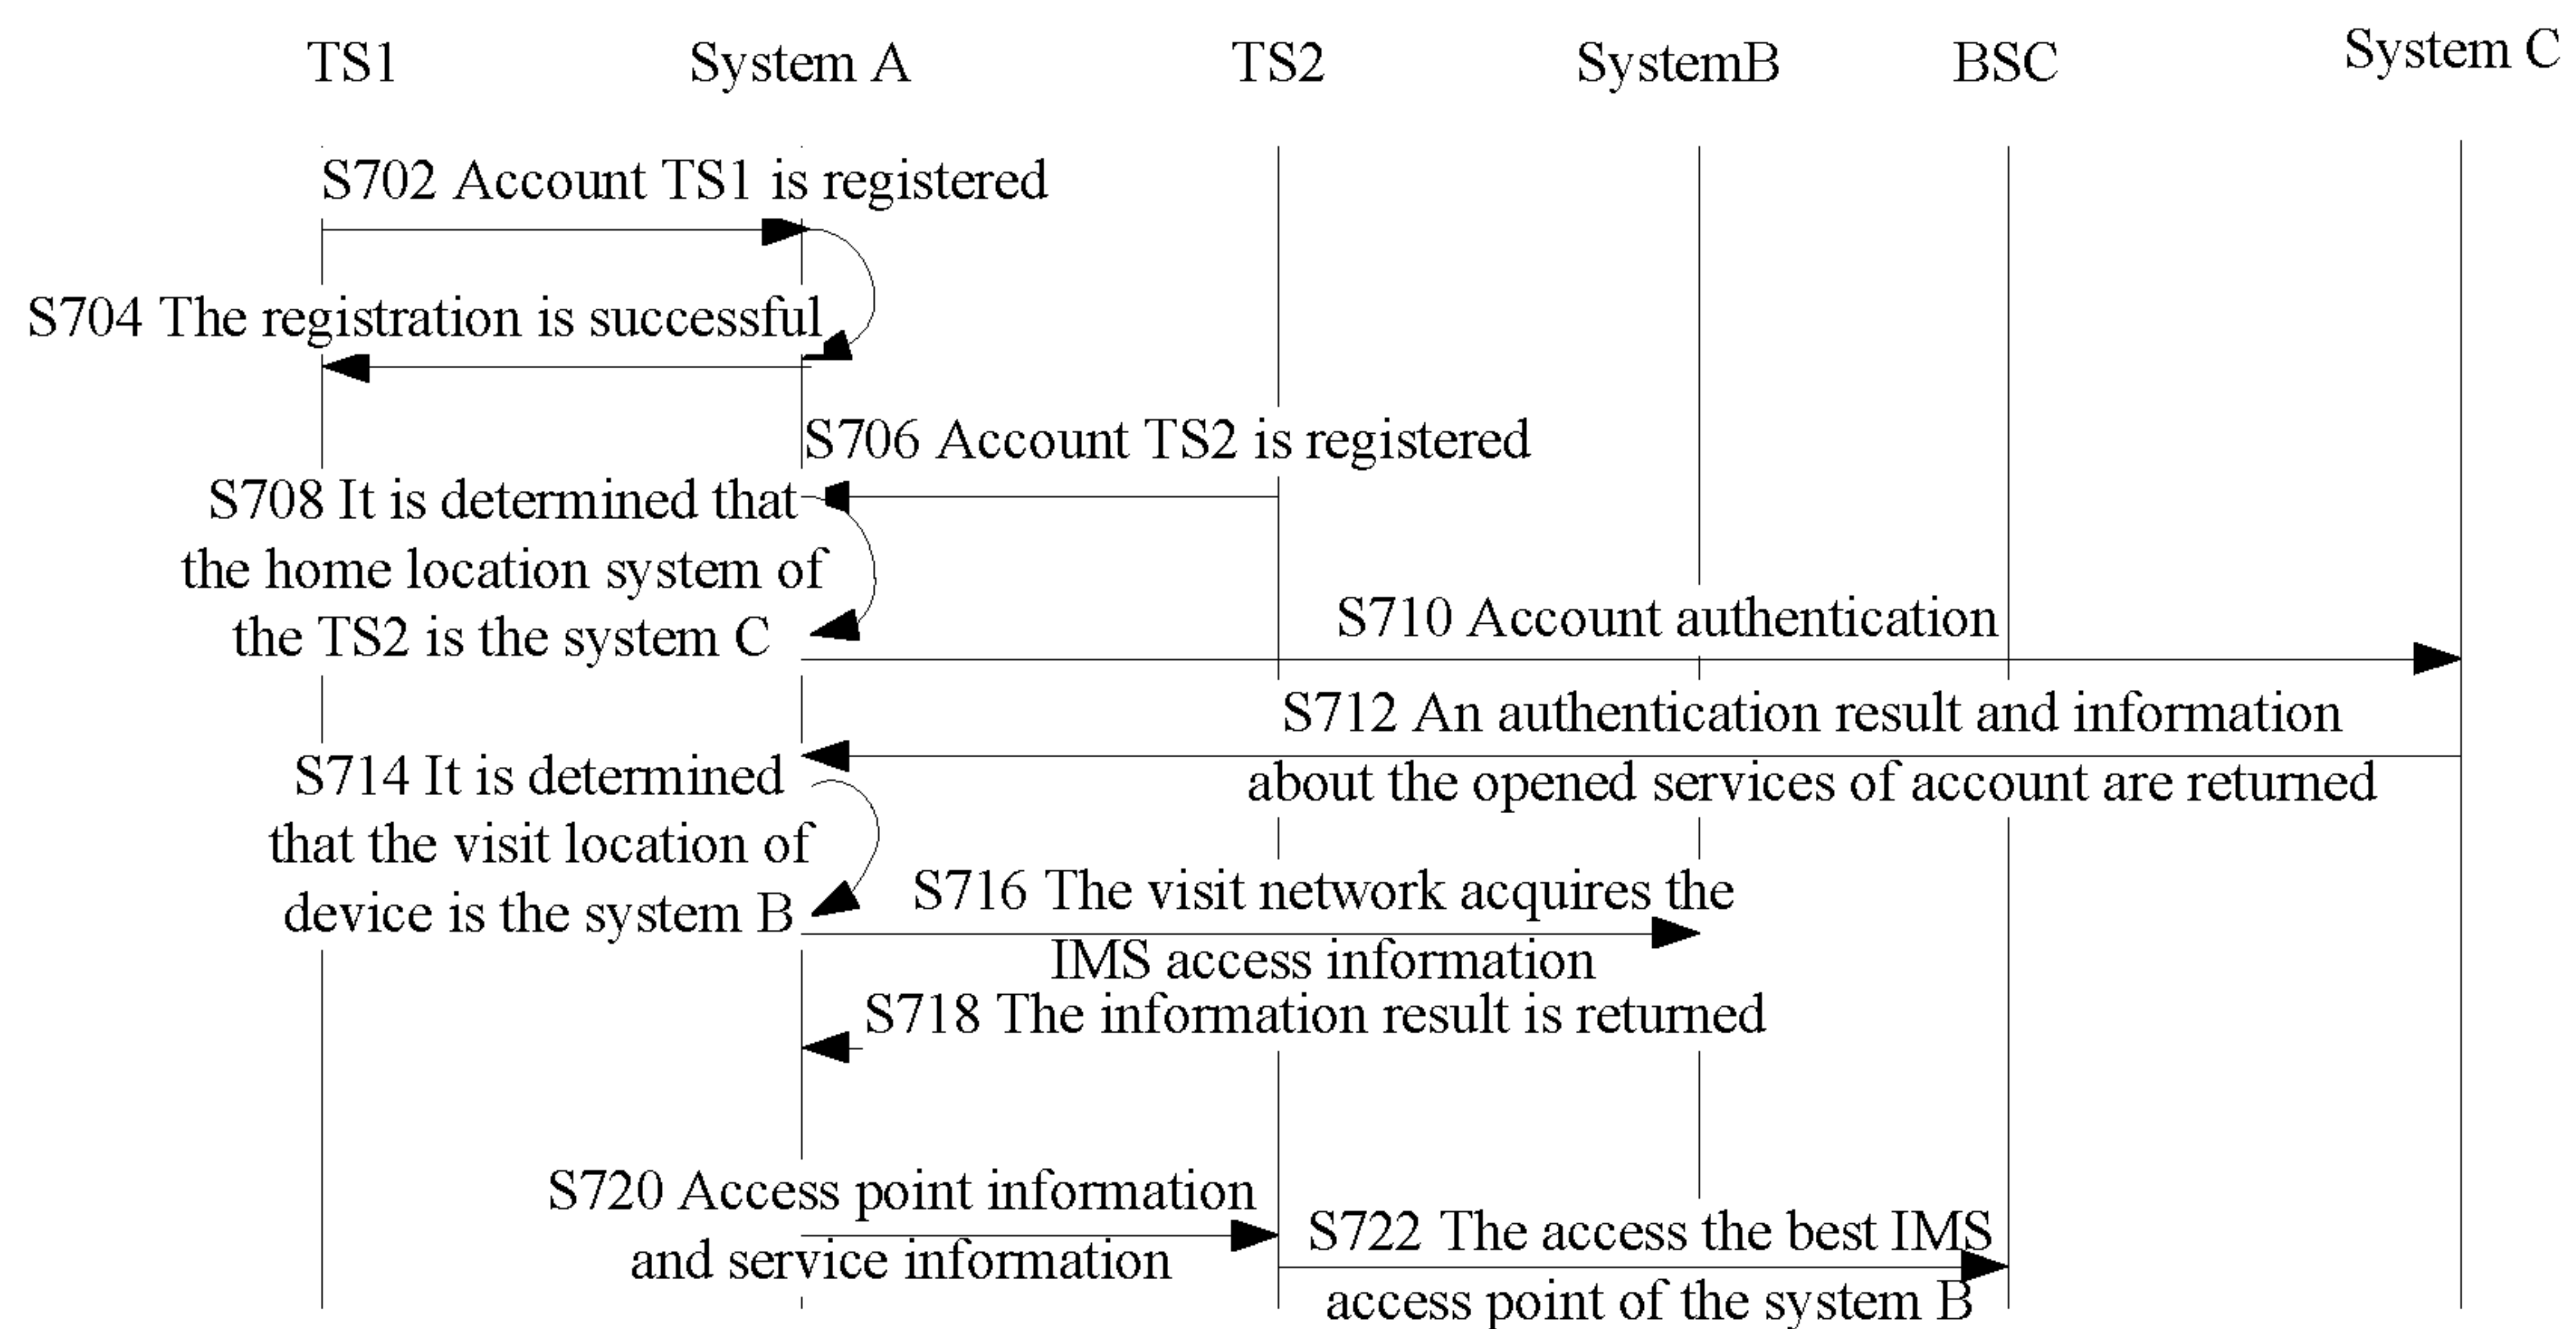 TS1
System A
TS2
SystemB
BSC
System C
S702 Account TS1 is registered
S704 The registration is successful
S706 Account TS2 is registered
S708 It is determined that
the home location system of
the TS2 is the system C
S710 Account authentication
S712 An authentication result and information
about the opened services of account are returned
S714 It is determined
that the visit location of
device is the system B
S716 The visit network acquires the
IMS access information
S718 The information result is returned
S720 Access point information
and service information
S722 The access the best IMS
access point of the system B